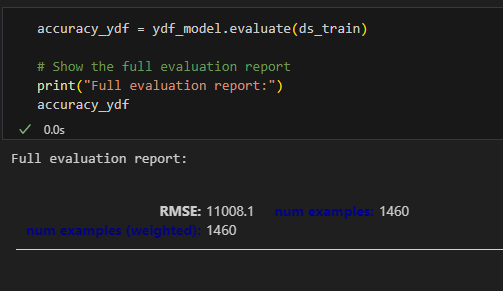 accuracy_ydf = ydf_model.evaluate(ds_train)
# Show the full evaluation report
print("Full evaluation report:")
accuracy_ydf
0.0s
Full evaluation report:
RMSE: 11008.1 num examples: 1460
num examples (weighted): 1460